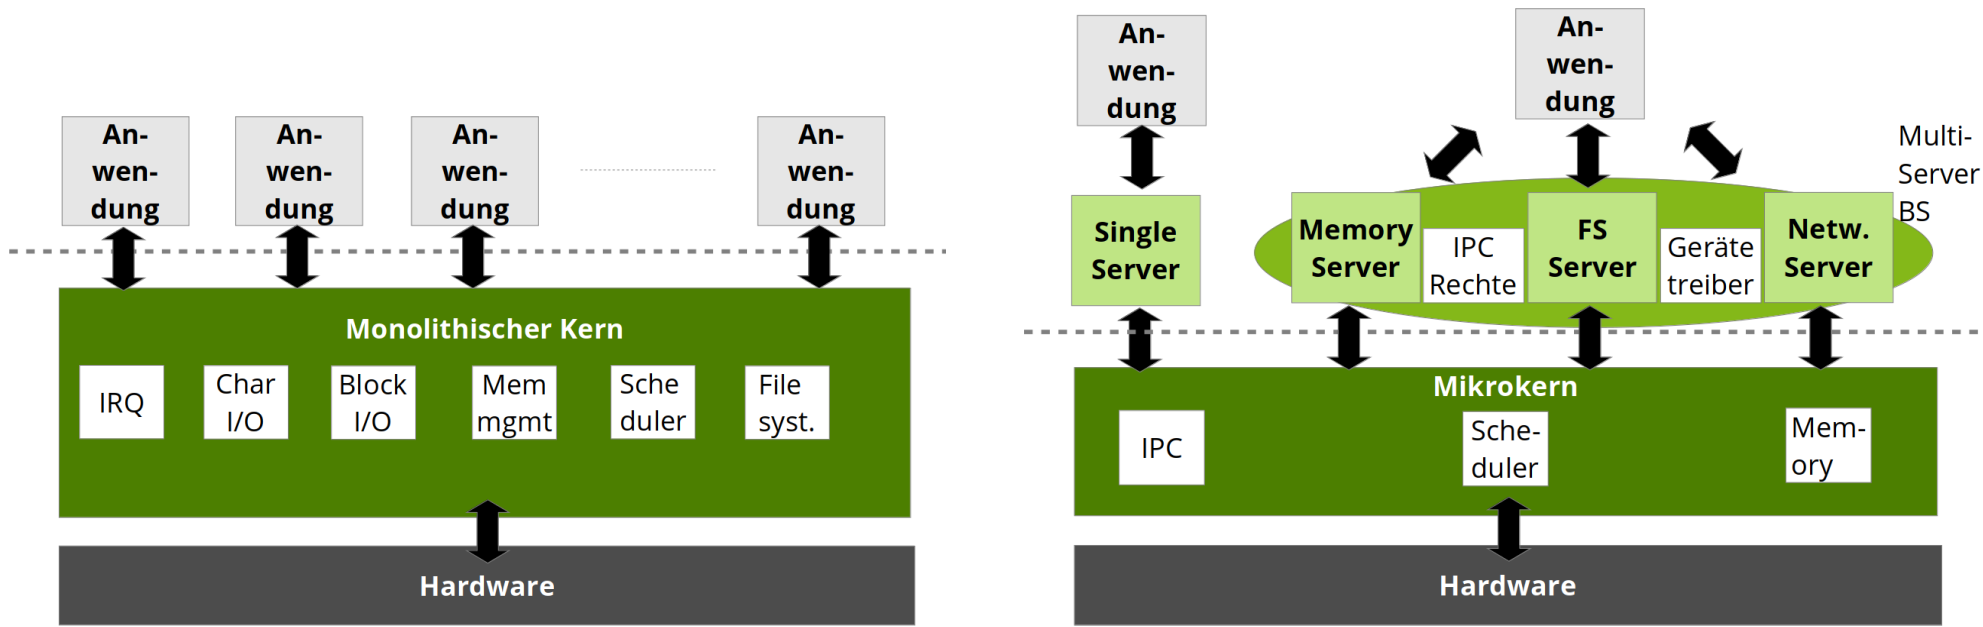 An-
wen-
dung
An-
wen-
dung
An-
wen-
dung
An-
wen-
dung
Monolithischer Kern
IRQ
Char
I/O
Block
I/O
Mem
mgmt
Sche
duler
File
syst.
Hardware
An-
wen-
dung
An-
wen-
dung
Multi-
Server
BS
Single
Server
Memory
Server
IPC
Rechte
FS
Server
Geräte
treiber
Netw.
Server
Mikrokern
IPC
Sche-
duler
Mem-
ory
Hardware